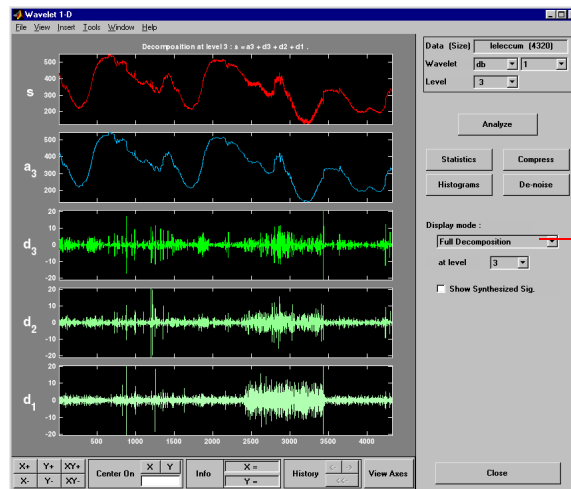 Wavelet 1-D
File View Insert Tools Window Help
Decomposition at level 3 : s = a3 + d3 + d2 + d1 .
s
500
400
300
200
a3
500
400
300
200
d3
20
10
0
-10
-20
d2
20
10
0
-10
-20
d1
20
10
0
-10
-20
500 1000 1500 2000 2500 3000 3500 4000
Data (Size) leleccum (4320)
Wavelet db 1
Level 3
Analyze
Statistics Compress
Histograms De-noise
Display mode :
Full Decomposition
at level 3
Show Synthesized Sig.
Close
X+ Y+ XY+
X- Y- XY-
Center On X Y
Info X = Y =
History < - -> <<-
View Axes